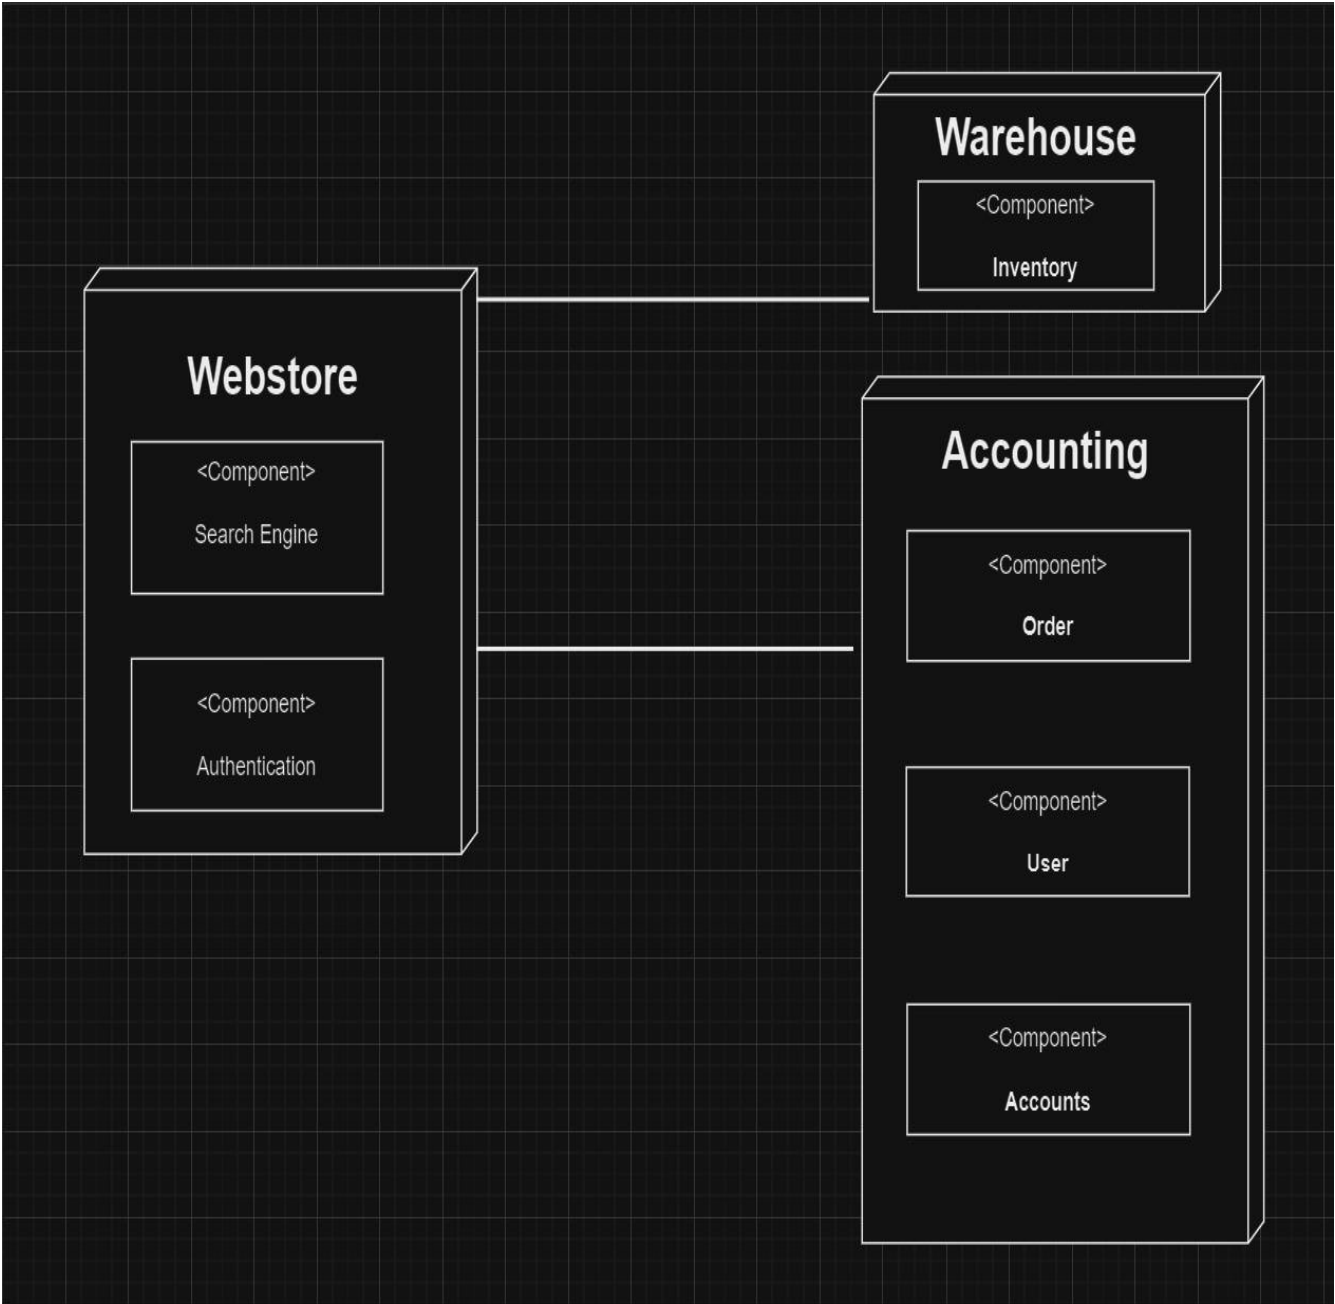 Warehouse
<Component>
Inventory
Webstore
<Component>
Search Engine
<Component>
Authentication
Accounting
<Component>
Order
<Component>
User
<Component>
Accounts